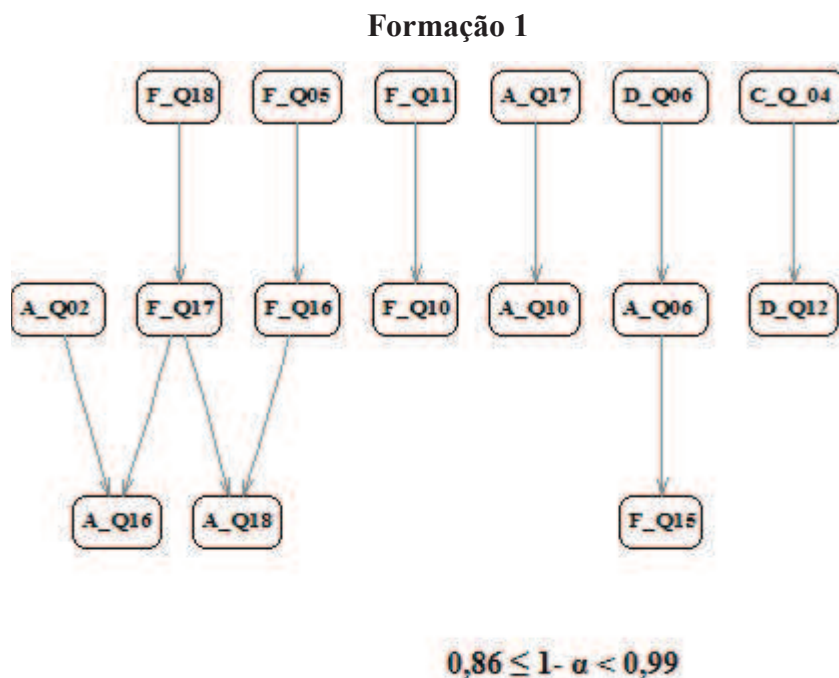 Formação 1
F_Q18 F_Q05 F_Q11 A_Q17 D_Q06 C_Q_04
A_Q02 F_Q17 F_Q16 F_Q10 A_Q10 A_Q06 D_Q12
A_Q16 A_Q18 F_Q15
0,86 ≤ 1- α < 0,99